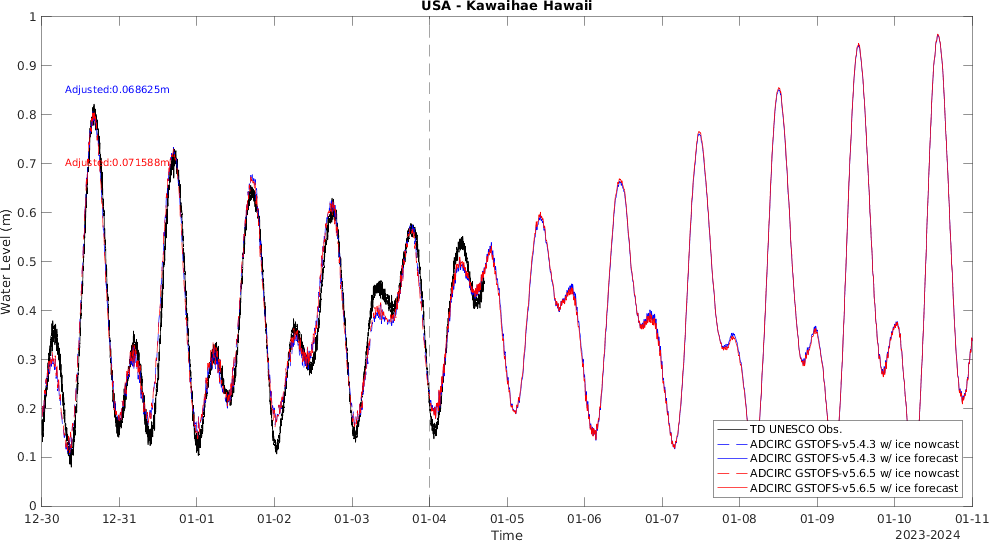 USA - Kawaihae Hawaii
1
0.9
0.8
0.7
0.6
0.5
0.4
0.3
0.2
0.1
0
Water Level (m)
Adjusted:0.068625m
Adjusted:0.071588m
TD UNESCO Obs.
ADCIRC GSTOFS-v5.4.3 w/ ice nowcast
ADCIRC GSTOFS-v5.4.3 w/ ice forecast
ADCIRC GSTOFS-v5.6.5 w/ ice nowcast
ADCIRC GSTOFS-v5.6.5 w/ ice forecast
12-30 12-31 01-01 01-02 01-03 01-04 01-05 01-06 01-07 01-08 01-09 01-10 01-11
Time
2023-2024